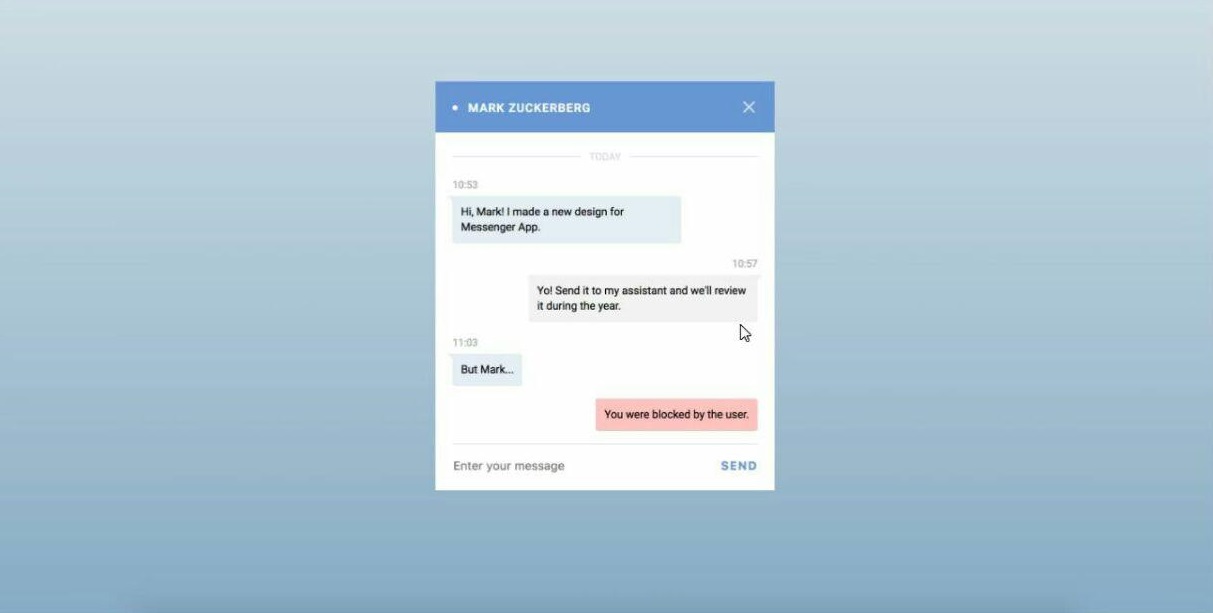 MARK ZUCKERBERG
TODAY
10:53
Hi, Mark! I made a new design for
Messenger App.
10:57
Yo! Send it to my assistant and we'll review
it during the year.
11:03
But Mark...
You were blocked by the user.
Enter your message
SEND